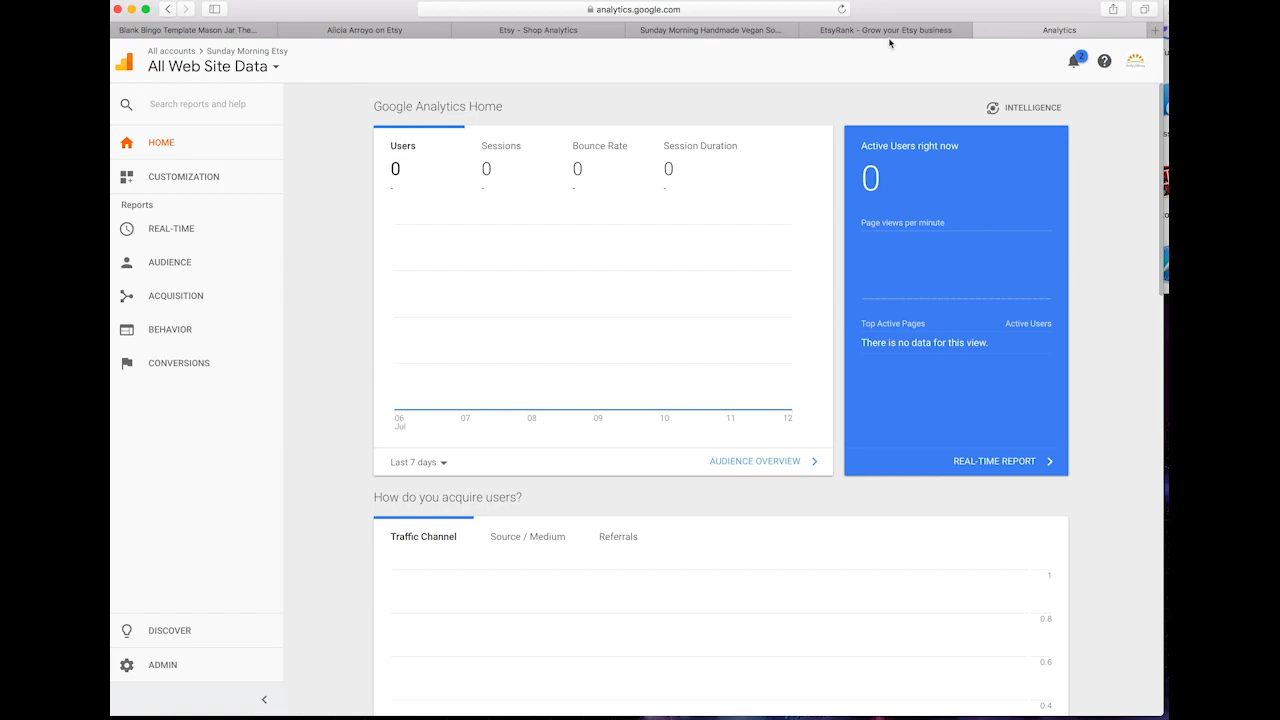 analytics.google.com
Blank Bingo Template Mason Jar The...
Alicia Arroyo on Etsy
Etsy - Shop Analytics
Sunday Morning Handmade Vegan So...
EtsyRank - Grow your Etsy business
Analytics
All accounts > Sunday Morning Etsy
All Web Site Data
2
Search reports and help
HOME
CUSTOMIZATION
Reports
REAL-TIME
AUDIENCE
ACQUISITION
BEHAVIOR
CONVERSIONS
DISCOVER
ADMIN
Google Analytics Home
INTELLIGENCE
Users
Sessions
Bounce Rate
Session Duration
0
0
0
0
-
-
-
-
06
07
08
09
10
11
12
Jul
Last 7 days
AUDIENCE OVERVIEW
Active Users right now
0
Page views per minute
Top Active Pages
Active Users
There is no data for this view.
REAL-TIME REPORT
How do you acquire users?
Traffic Channel
Source / Medium
Referrals
1
0.8
0.6
0.4